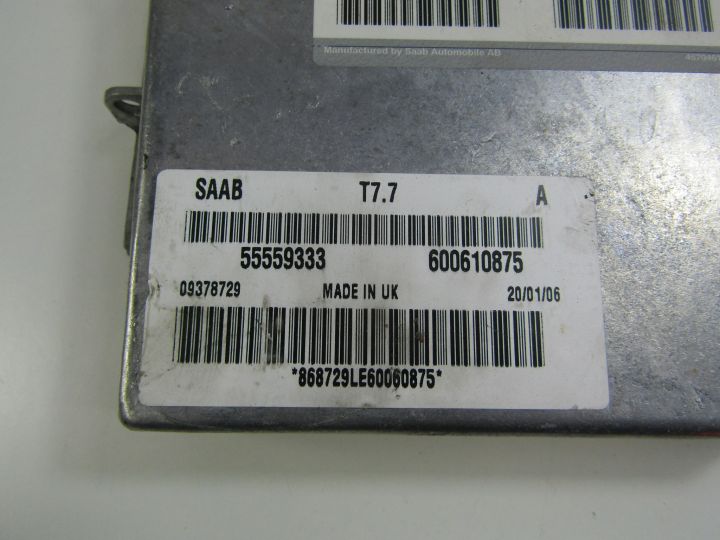 Manufactured by Saab Automobile AB
SAAB T7.7 A
55559333 600610875
09378729 MADE IN UK 20/01/06
*868729LE60060875*